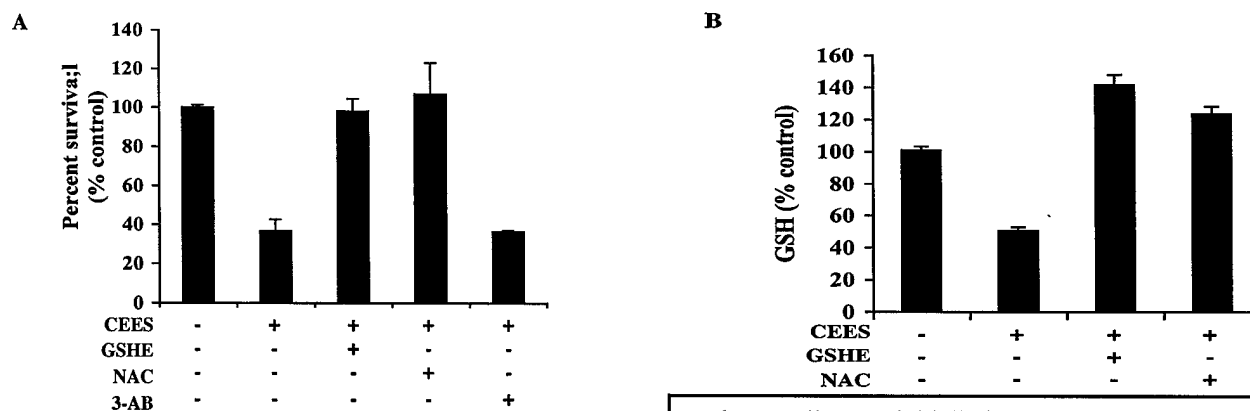 A
Percent surviva;l
(% control)
140
120
100
80
60
40
20
0
CEES - + + + +
GSHE - - + - -
NAC - - - + -
3-AB - - - - +
B
GSH (% control)
160
140
120
100
80
60
40
20
0
CEES - + + +
GSHE - - + -
NAC - - - +